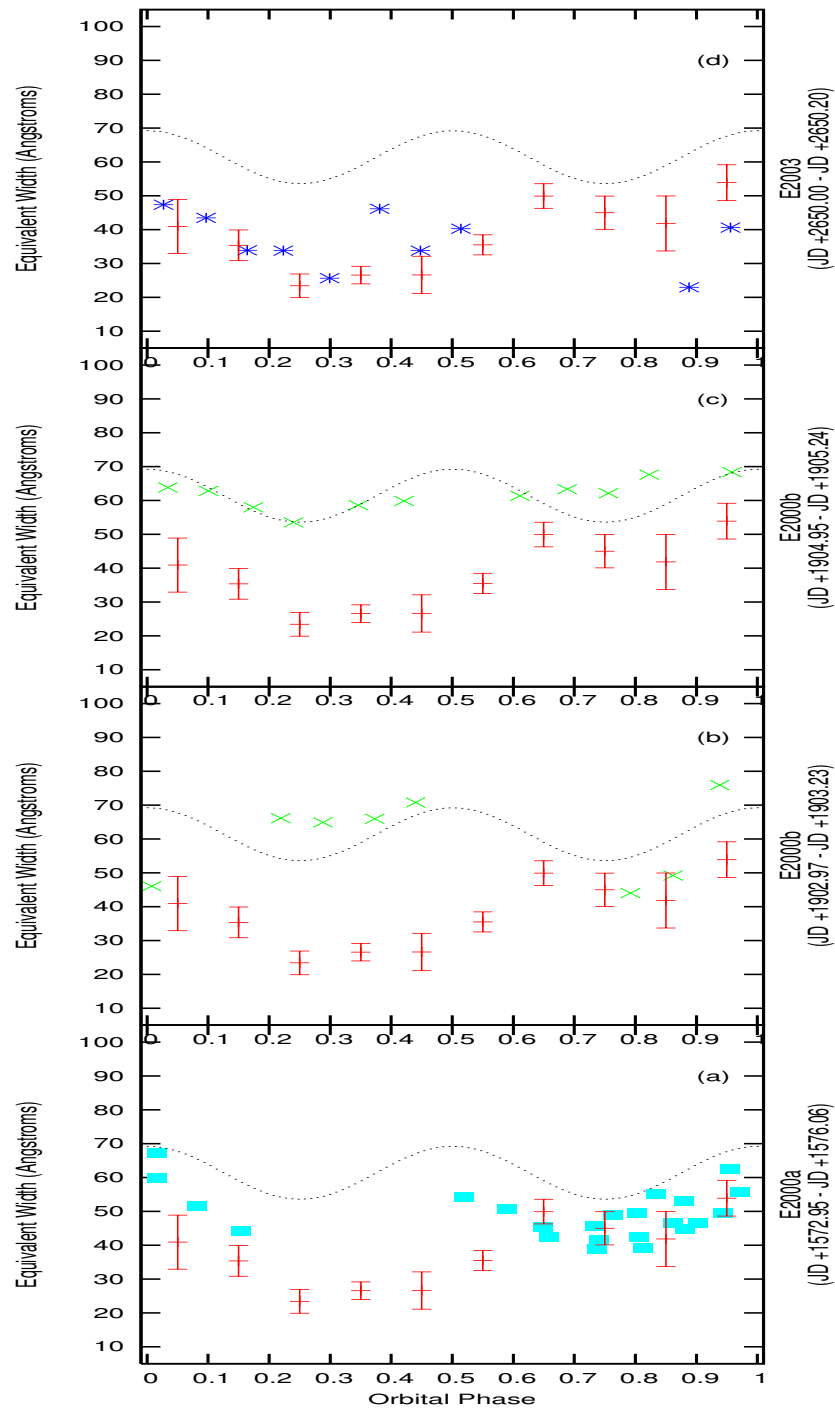 100
90
80
70
60
50
40
30
20
10
(d)
Equivalent Width (Angstroms)
E2003
(JD +2650.00 - JD +2650.20)
0 0.1 0.2 0.3 0.4 0.5 0.6 0.7 0.8 0.9 1
100
90
80
70
60
50
40
30
20
10
(c)
Equivalent Width (Angstroms)
E2000b
(JD +1904.95 - JD +1905.24)
0 0.1 0.2 0.3 0.4 0.5 0.6 0.7 0.8 0.9 1
100
90
80
70
60
50
40
30
20
10
(b)
Equivalent Width (Angstroms)
E2000b
(JD +1902.97 - JD +1903.23)
0 0.1 0.2 0.3 0.4 0.5 0.6 0.7 0.8 0.9 1
100
90
80
70
60
50
40
30
20
10
(a)
Equivalent Width (Angstroms)
E2000a
(JD +1572.95 - JD +1576.06)
0 0.1 0.2 0.3 0.4 0.5 0.6 0.7 0.8 0.9 1
Orbital Phase